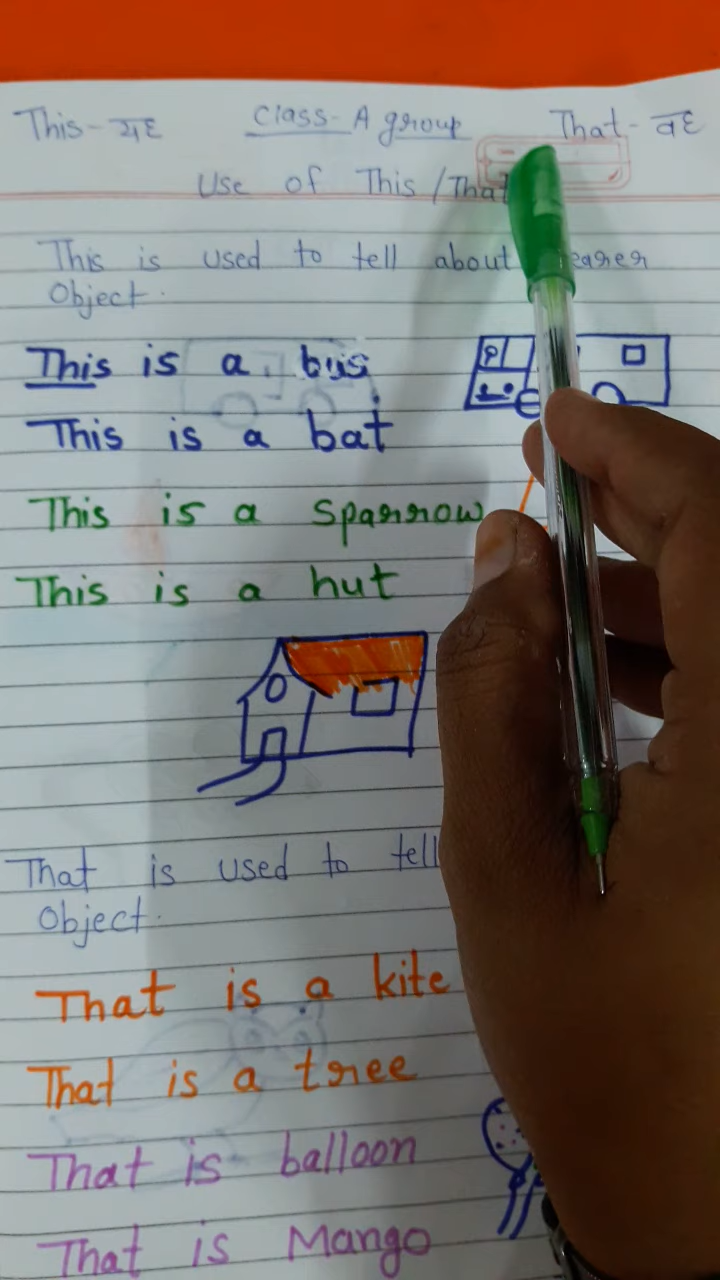 This - यह Class - A group That - वह
Use of This / That
This is used to tell about
Object.
This is a bus
This is a bat
This is a sparrow
This is a hut
That is used to tell
Object.
That is a kite
That is a tree
That is balloon
That is Mango